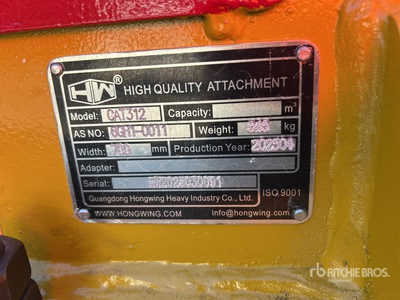 HW® HIGH QUALITY ATTACHMENT
Model: CAT312 Capacity: m³
AS NO: Weight: kg
Width: mm Production Year: 202304
Adapter:
Serial:
Guangdong Hongwing Heavy Industry Co., Ltd. ISO 9001
WWW.HONGWING.COM info@hongwing.com
rb RITCHIE BROS.